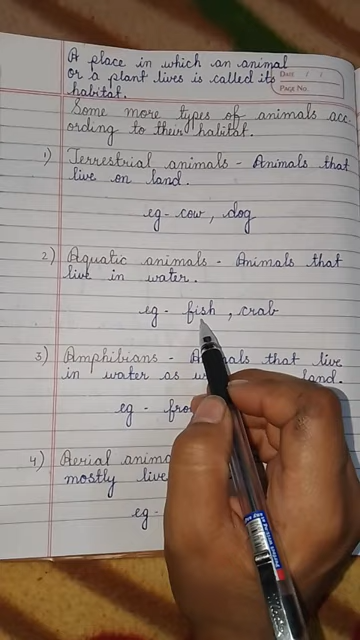 A place in which an animal
or a plant lives is called its
habitat.
DATE / /
PAGE NO.
Some more types of animals acc
ording to their habitat.
1) Terrestrial animals - Animals that
live on land.
eg - cow, dog
2) Aquatic animals - Animals that
live in water.
eg - fish, crab
3) Amphibians - that live
in water as land.
eg -
4) Aerial
mostly live
eg -